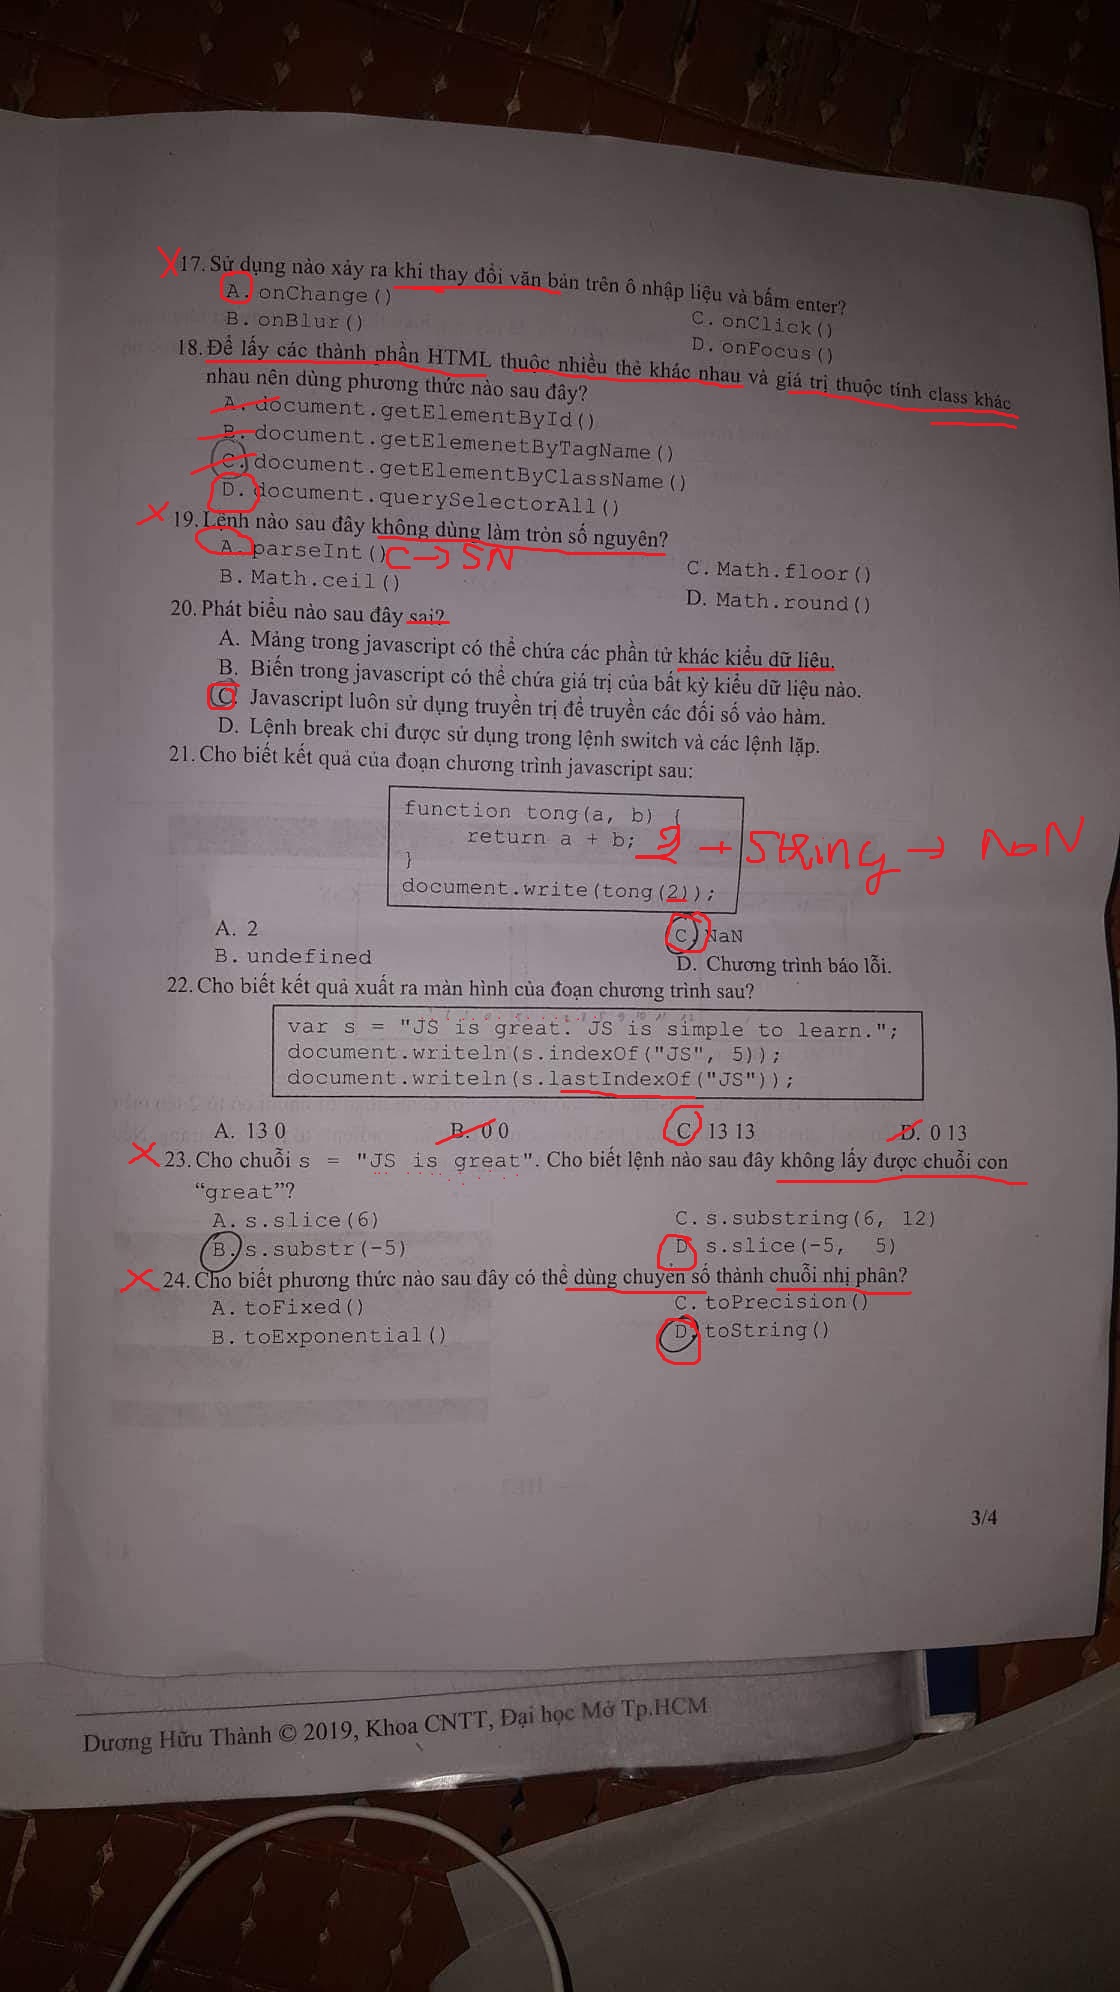 X 17. Sử dụng nào xảy ra khi thay đổi văn bản trên ô nhập liệu và bấm enter?
A. onChange()
B. onBlur()
C. onClick()
D. onFocus()
18. Để lấy các thành phần HTML thuộc nhiều thẻ khác nhau và giá trị thuộc tính class khác
nhau nên dùng phương thức nào sau đây?
A. document.getElementById()
B. document.getElemenetByTagName()
C. document.getElementByClassName()
D. document.querySelectorAll()
X 19. Lệnh nào sau đây không dùng làm tròn số nguyên?
A. parseInt() C → SN
B. Math.ceil()
C. Math.floor()
D. Math.round()
20. Phát biểu nào sau đây sai?
A. Mảng trong javascript có thể chứa các phần tử khác kiểu dữ liệu.
B. Biến trong javascript có thể chứa giá trị của bất kỳ kiểu dữ liệu nào.
C. Javascript luôn sử dụng truyền trị để truyền các đối số vào hàm.
D. Lệnh break chỉ được sử dụng trong lệnh switch và các lệnh lặp.
21. Cho biết kết quả của đoạn chương trình javascript sau:
function tong(a, b) {
return a + b; 2 + String → NaN
}
document.write(tong(2));
A. 2
B. undefined
C. NaN
D. Chương trình báo lỗi.
22. Cho biết kết quả xuất ra màn hình của đoạn chương trình sau?
var s = "JS is great. JS is simple to learn.";
document.writeln(s.indexOf("JS", 5));
document.writeln(s.lastIndexOf("JS"));
A. 13 0 B. 0 0 C. 13 13 D. 0 13
X 23. Cho chuỗi s = "JS is great". Cho biết lệnh nào sau đây không lấy được chuỗi con
“great”?
A. s.slice(6)
B. s.substr(-5)
C. s.substring(6, 12)
D. s.slice(-5, 5)
X 24. Cho biết phương thức nào sau đây có thể dùng chuyển số thành chuỗi nhị phân?
A. toFixed()
B. toExponential()
C. toPrecision()
D. toString()
3/4
Dương Hữu Thành © 2019, Khoa CNTT, Đại học Mở Tp.HCM